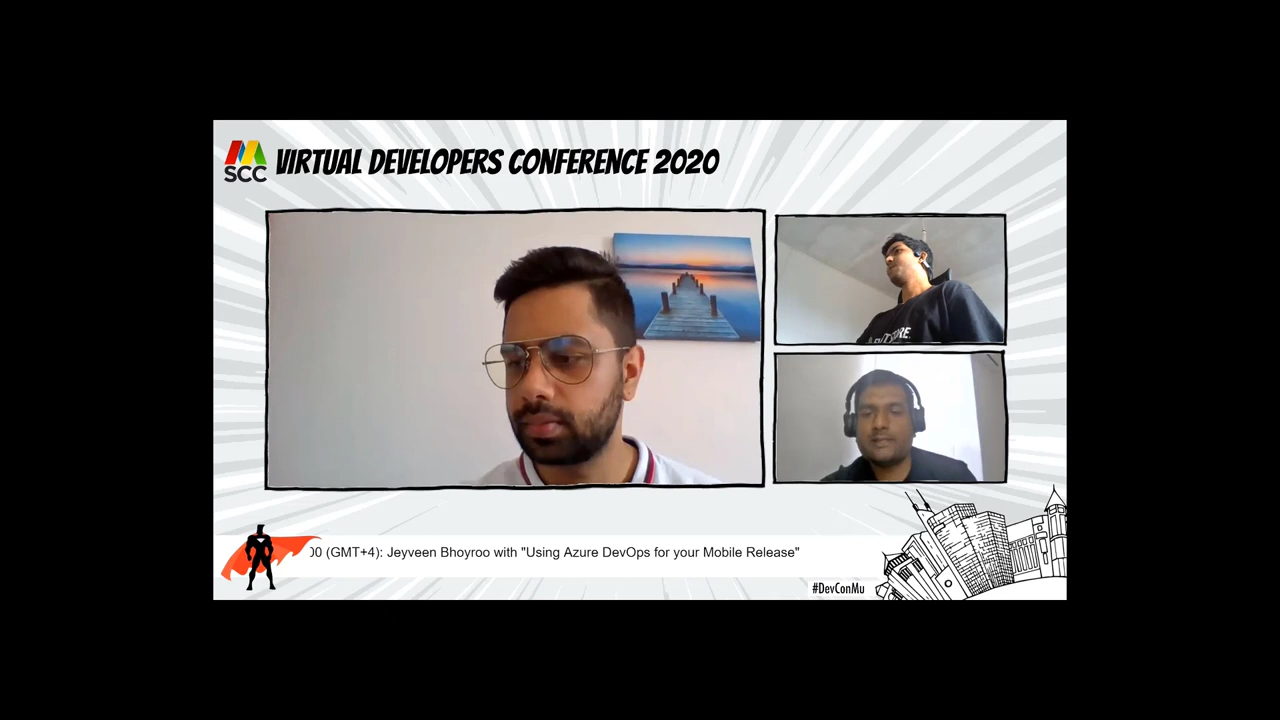 SCC
VIRTUAL DEVELOPERS CONFERENCE 2020
00 (GMT+4): Jeyveen Bhoyroo with "Using Azure DevOps for your Mobile Release"
#DevConMu